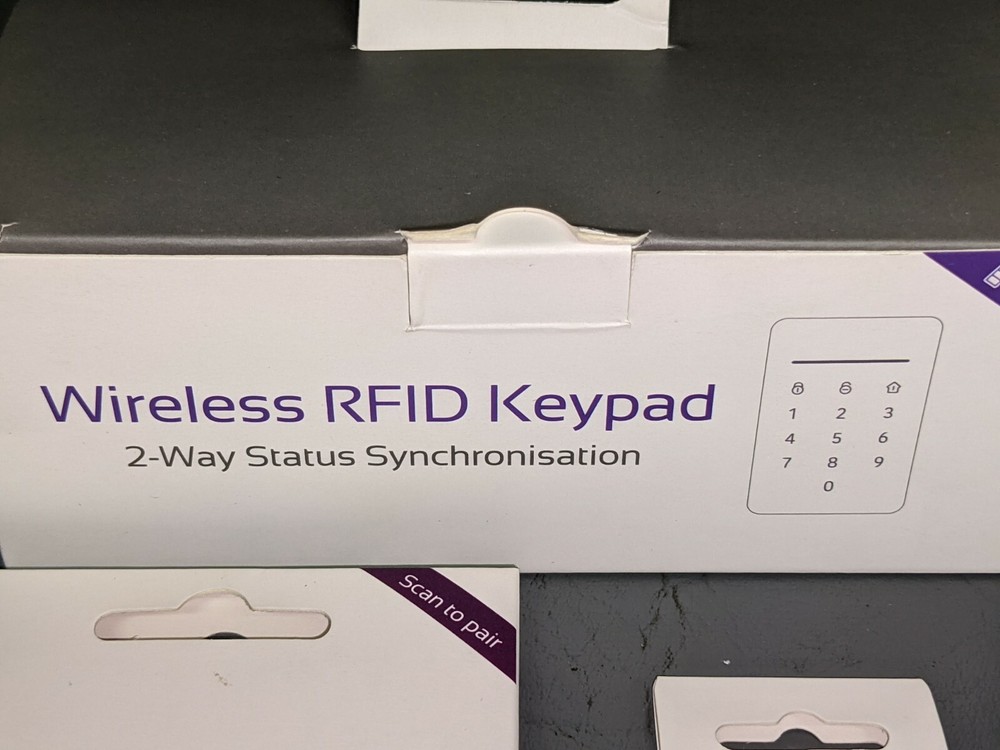 Wireless RFID Keypad
2-Way Status Synchronisation
1 2 3
4 5 6
7 8 9
0
Scan to pair